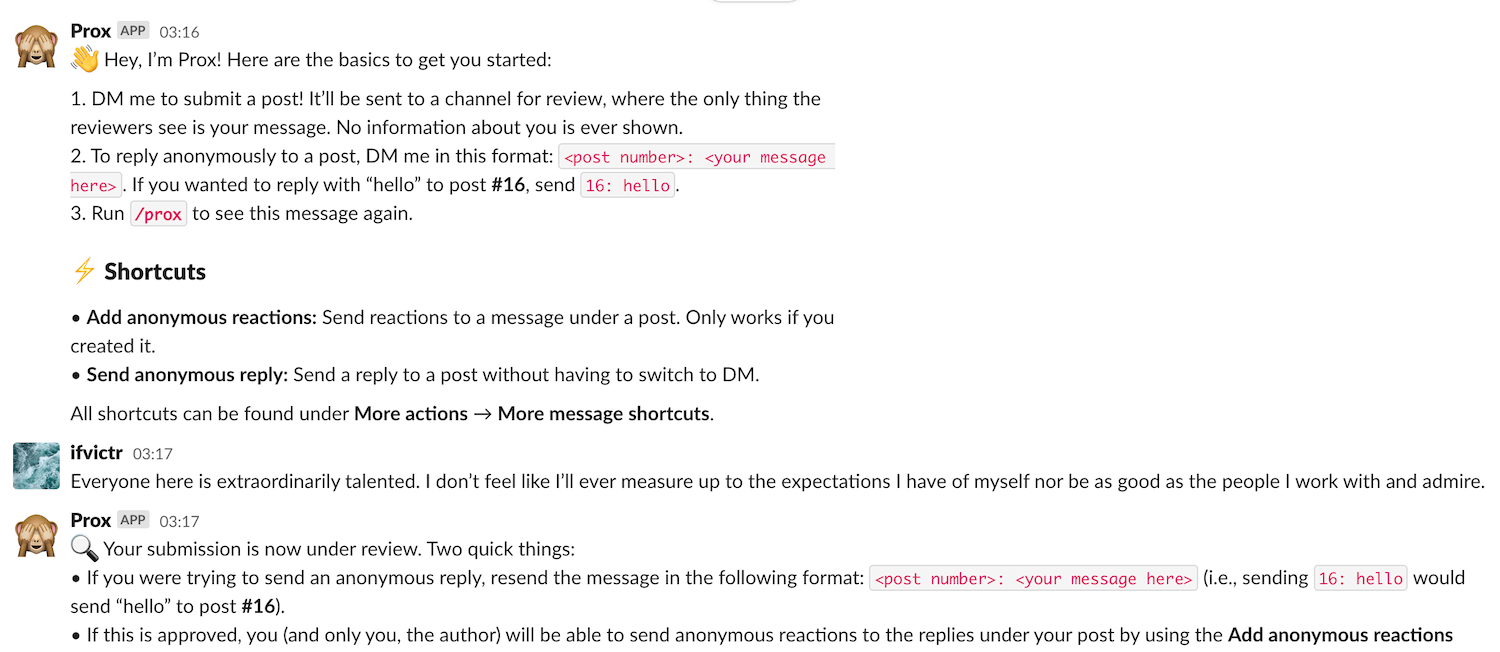 Prox APP 03:16
👋 Hey, I’m Prox! Here are the basics to get you started:
1. DM me to submit a post! It’ll be sent to a channel for review, where the only thing the
reviewers see is your message. No information about you is ever shown.
2. To reply anonymously to a post, DM me in this format: <post number>: <your message
here>. If you wanted to reply with “hello” to post #16, send 16: hello.
3. Run /prox to see this message again.
⚡ Shortcuts
• Add anonymous reactions: Send reactions to a message under a post. Only works if you
created it.
• Send anonymous reply: Send a reply to a post without having to switch to DM.
All shortcuts can be found under More actions → More message shortcuts.
ifvictr 03:17
Everyone here is extraordinarily talented. I don’t feel like I’ll ever measure up to the expectations I have of myself nor be as good as the people I work with and admire.
Prox APP 03:17
🔍 Your submission is now under review. Two quick things:
• If you were trying to send an anonymous reply, resend the message in the following format: <post number>: <your message here> (i.e., sending 16: hello would
send “hello” to post #16).
• If this is approved, you (and only you, the author) will be able to send anonymous reactions to the replies under your post by using the Add anonymous reactions